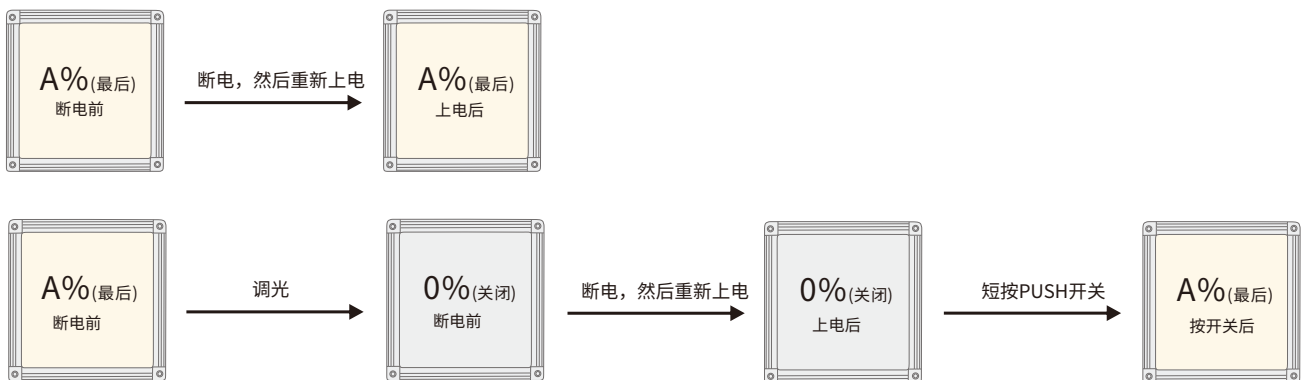 A%(最后)
断电前
断电，然后重新上电
A%(最后)
上电后
A%(最后)
断电前
调光
0%(关闭)
断电前
断电，然后重新上电
0%(关闭)
上电后
短按PUSH开关
A%(最后)
按开关后